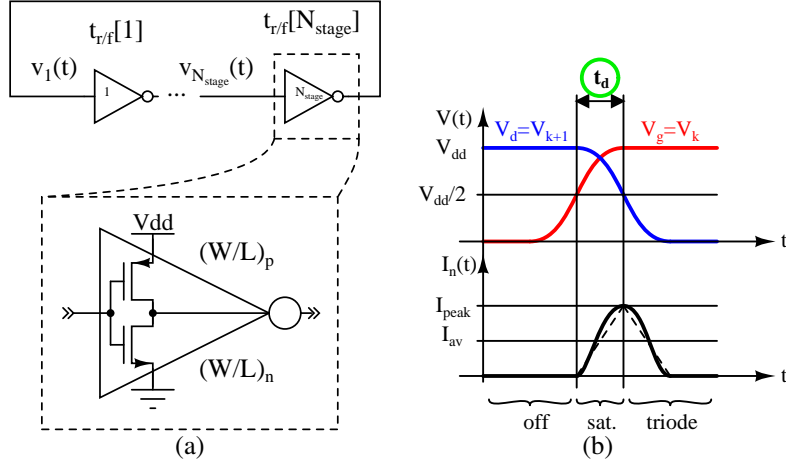 t_{r/f}[1]
t_{r/f}[N_{stage}]
v_1(t)
v_{N_{stage}}(t)
1
...
N_{stage}
Vdd
(W/L)_p
(W/L)_n
(a)
t_d
V(t)
V_d=V_{k+1}
V_g=V_k
V_{dd}
V_{dd}/2
t
I_n(t)
I_{peak}
I_{av}
t
off
sat.
triode
(b)